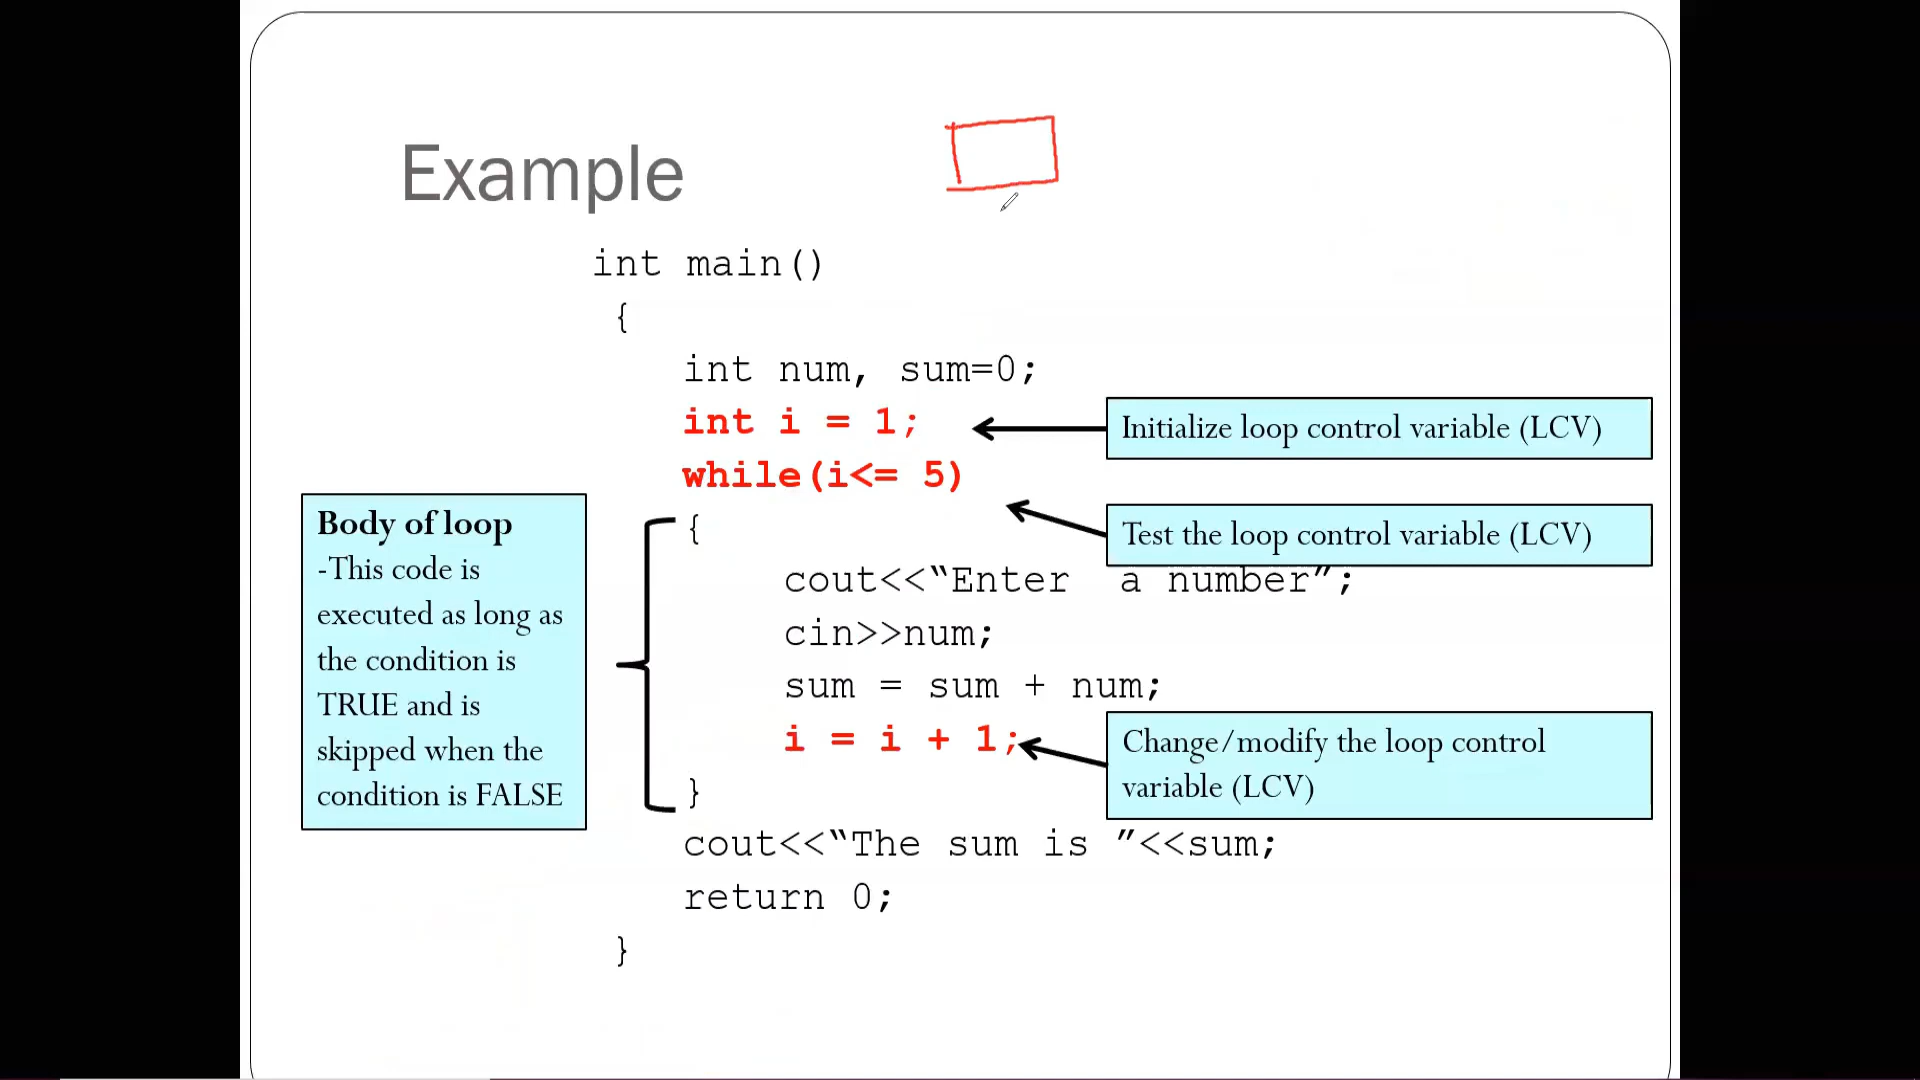 Example
int main()
{
int num, sum=0;
int i = 1;
Initialize loop control variable (LCV)
while(i<= 5)
Test the loop control variable (LCV)
{
cout<<“Enter  a number”;
cin>>num;
sum = sum + num;
i = i + 1;
Change/modify the loop control
variable (LCV)
}
Body of loop
-This code is
executed as long as
the condition is
TRUE and is
skipped when the
condition is FALSE
cout<<“The sum is ”<<sum;
return 0;
}